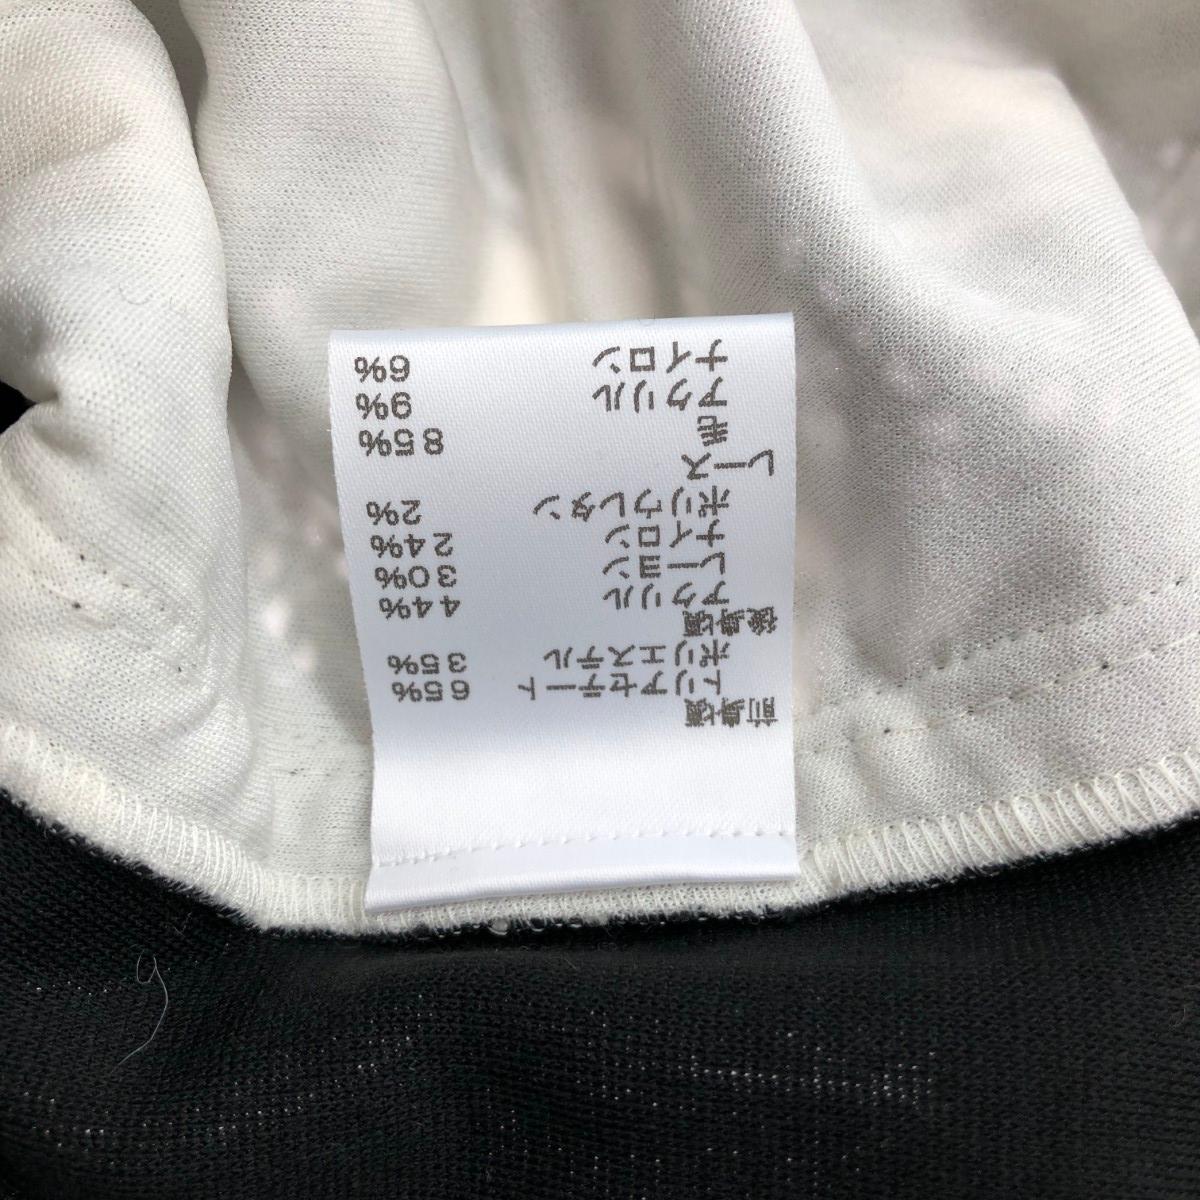 前身頃
トリアセテート 65%
ポリエステル 35%
後身頃
アクリル 44%
レーヨン 30%
ナイロン 24%
ポリウレタン 2%
レース
毛 85%
アクリル 9%
ナイロン 6%